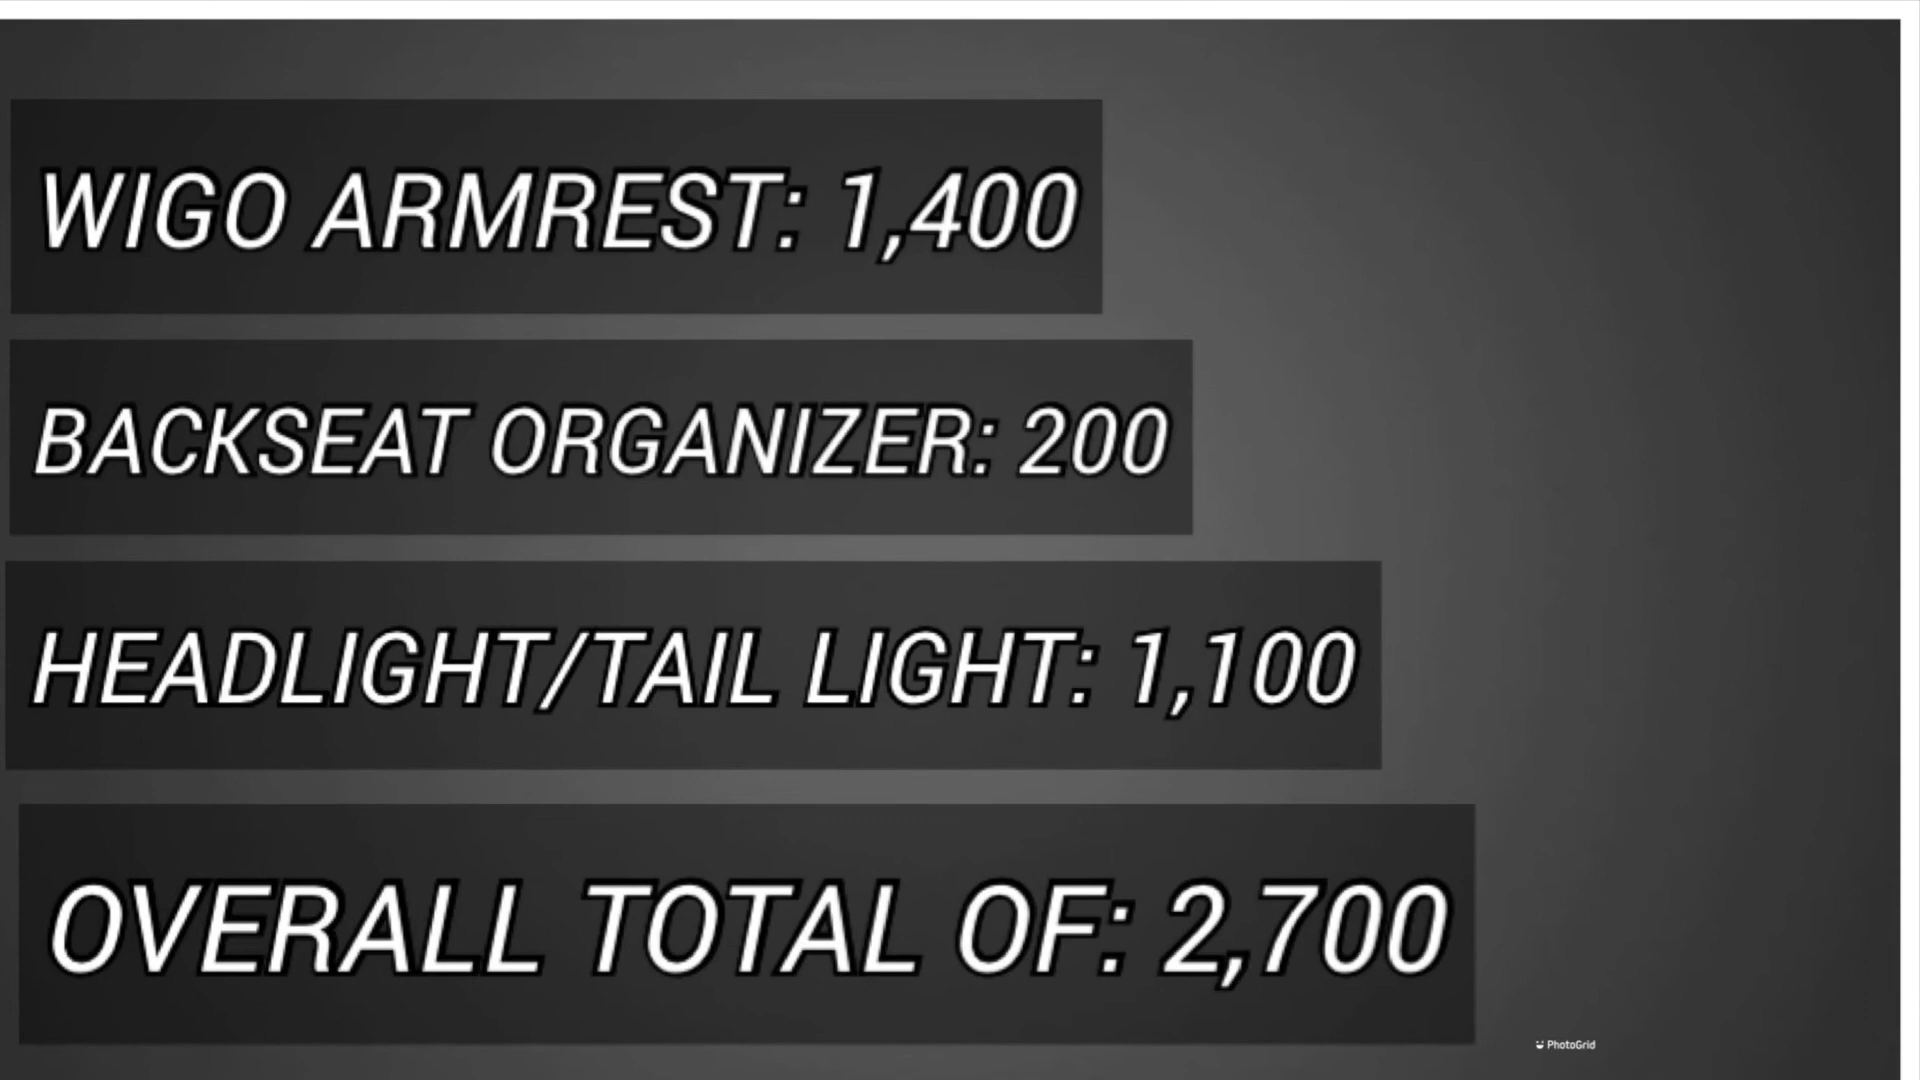 WIGO ARMREST: 1,400
BACKSEAT ORGANIZER: 200
HEADLIGHT/TAIL LIGHT: 1,100
OVERALL TOTAL OF: 2,700
PhotoGrid